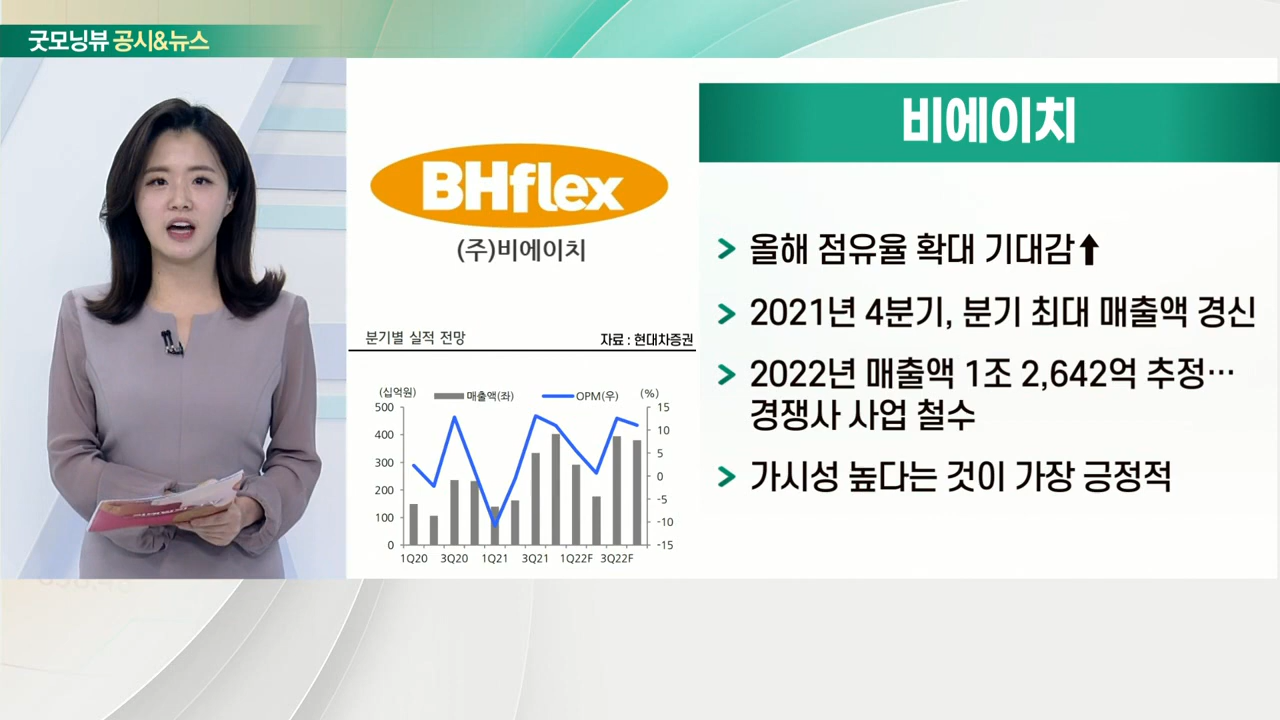 굿모닝뷰 공시&뉴스
BHflex
(주)비에이치
분기별 실적 전망
자료 : 현대차증권
(십억원)
매출액(좌)
OPM(우)
(%)
500
400
300
200
100
0
15
10
5
0
-5
-10
-15
1Q20
3Q20
1Q21
3Q21
1Q22F
3Q22F
비에이치
올해 점유율 확대 기대감⬆
2021년 4분기, 분기 최대 매출액 경신
2022년 매출액 1조 2,642억 추정…
경쟁사 사업 철수
가시성 높다는 것이 가장 긍정적